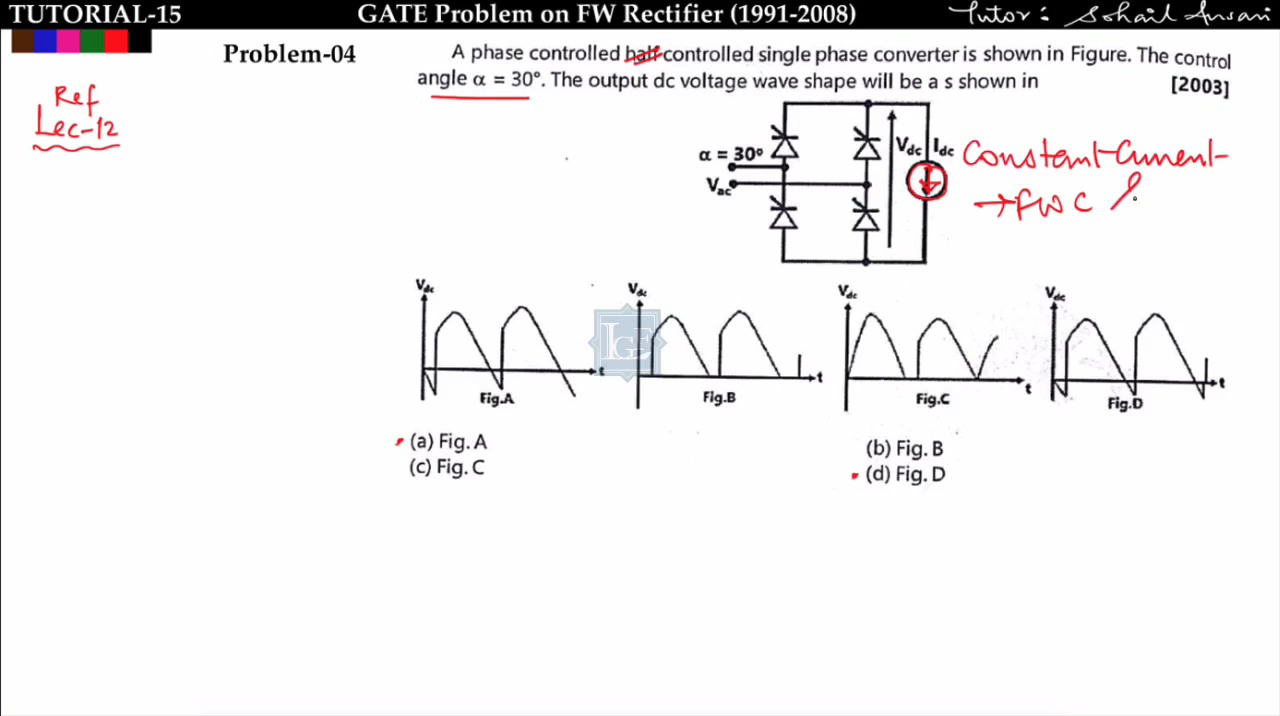 TUTORIAL-15
GATE Problem on FW Rectifier (1991-2008)
Tutor: Sohail Ansari
Problem-04
A phase controlled half controlled single phase converter is shown in Figure. The control
angle α = 30°. The output dc voltage wave shape will be a s shown in
[2003]
Ref
Lec-12
α = 30°
Vac
Vdc
Idc
Constant Current
→ FWC &
Vdc
t
Fig.A
Vdc
t
Fig.B
Vdc
t
Fig.C
Vdc
t
Fig.D
IGE
(a) Fig. A
(b) Fig. B
(c) Fig. C
(d) Fig. D